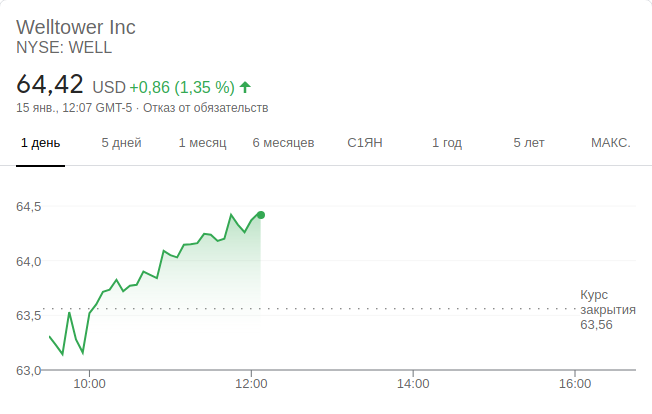 Welltower Inc
NYSE: WELL
64,42 USD +0,86 (1,35 %)
15 янв., 12:07 GMT-5 · Отказ от обязательств
1 день 5 дней 1 месяц 6 месяцев С1ЯН 1 год 5 лет МАКС.
64,5
64,0
63,5
63,0
Курс
закрытия
63,56
10:00 12:00 14:00 16:00